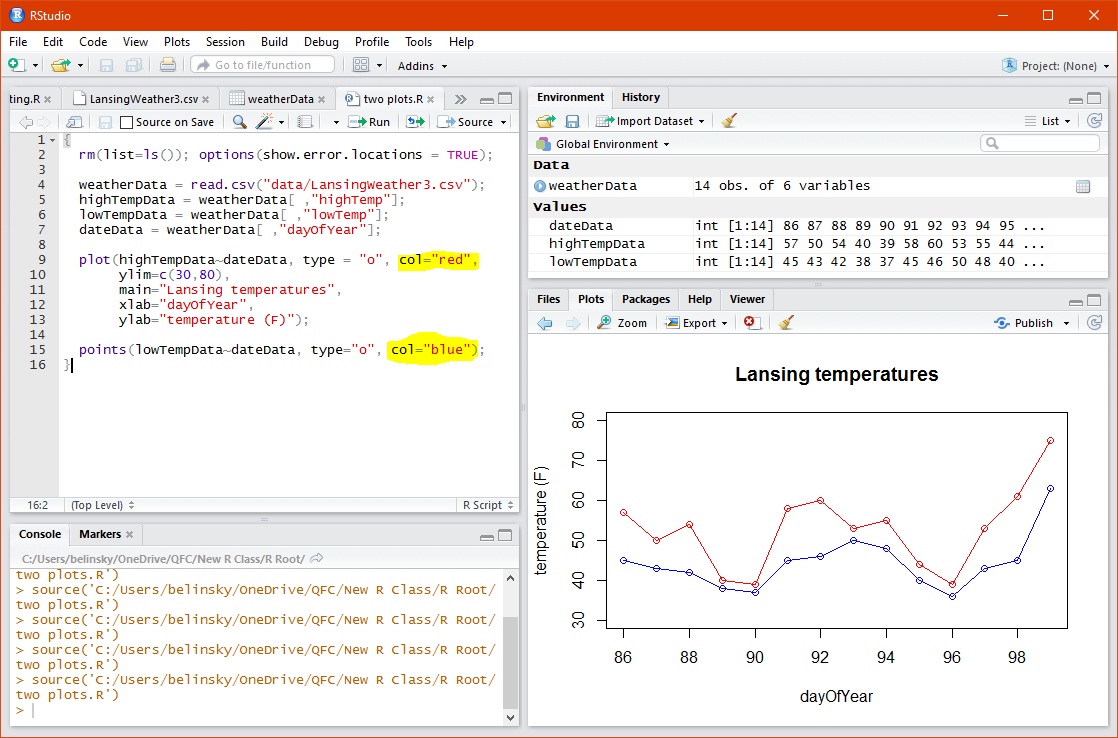 RStudio
File Edit Code View Plots Session Build Debug Profile Tools Help
Go to file/function Addins Project: (None)
ting.R LansingWeather3.csv weatherData two plots.R
Source on Save Run Source
1 {
2 rm(list=ls()); options(show.error.locations = TRUE);
3
4 weatherData = read.csv("data/LansingWeather3.csv");
5 highTempData = weatherData[ ,"highTemp"];
6 lowTempData = weatherData[ ,"lowTemp"];
7 dateData = weatherData[ ,"dayOfYear"];
8
9 plot(highTempData~dateData, type = "o", col="red",
10 ylim=c(30,80),
11 main="Lansing temperatures",
12 xlab="dayOfYear",
13 ylab="temperature (F)");
14
15 points(lowTempData~dateData, type="o", col="blue");
16 }
16:2 (Top Level) R Script
Console Markers
C:/Users/belinsky/OneDrive/QFC/New R Class/R Root/
two plots.R')
> source('C:/Users/belinsky/OneDrive/QFC/New R Class/R Root/
two plots.R')
> source('C:/Users/belinsky/OneDrive/QFC/New R Class/R Root/
two plots.R')
> source('C:/Users/belinsky/OneDrive/QFC/New R Class/R Root/
two plots.R')
> source('C:/Users/belinsky/OneDrive/QFC/New R Class/R Root/
two plots.R')
>
Environment History
Import Dataset List
Global Environment
Data
weatherData 14 obs. of 6 variables
Values
dateData int [1:14] 86 87 88 89 90 91 92 93 94 95 ...
highTempData int [1:14] 57 50 54 40 39 58 60 53 55 44 ...
lowTempData int [1:14] 45 43 42 38 37 45 46 50 48 40 ...
Files Plots Packages Help Viewer
Zoom Export Publish
Lansing temperatures
temperature (F)
80
70
60
50
40
30
86 88 90 92 94 96 98
dayOfYear